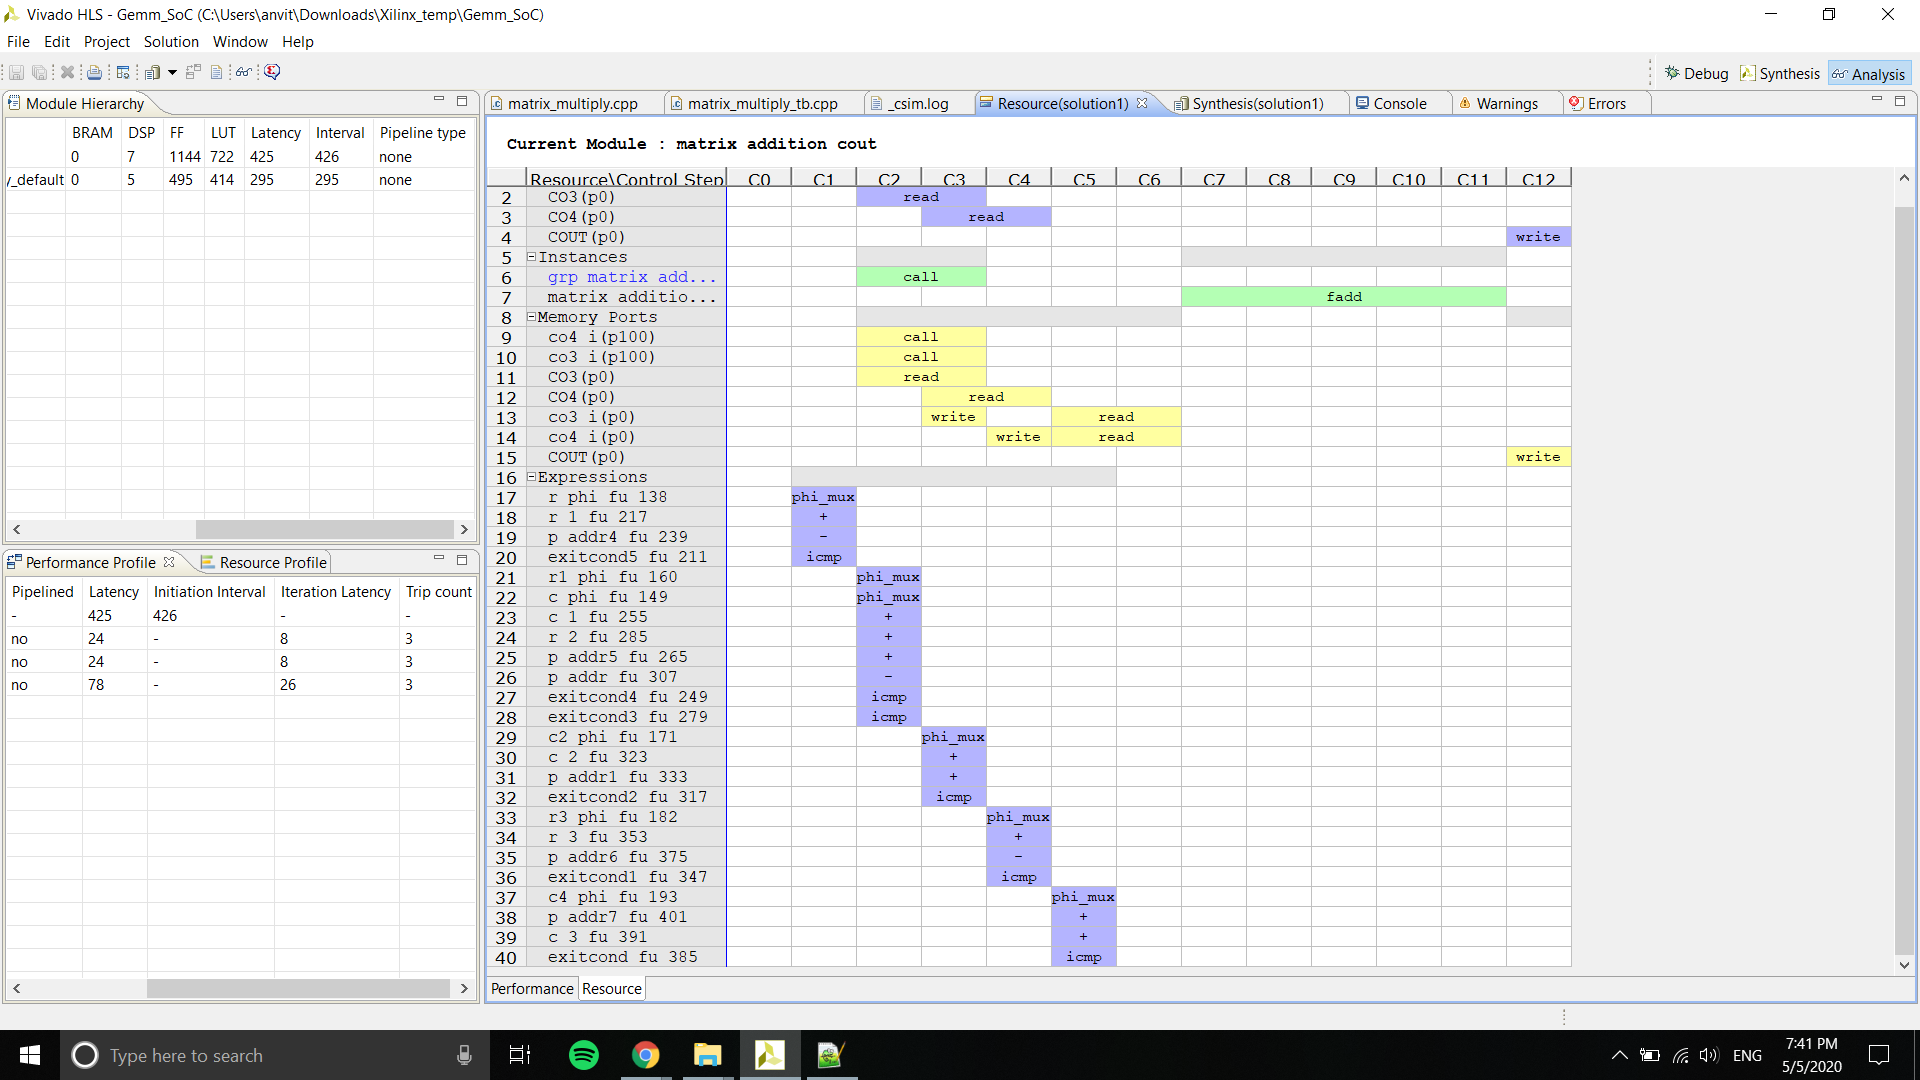 Vivado HLS - Gemm_SoC (C:\Users\anvit\Downloads\Xilinx_temp\Gemm_SoC)
File Edit Project Solution Window Help
Debug Synthesis Analysis
Module Hierarchy
BRAM DSP FF LUT Latency Interval Pipeline type
0 7 1144 722 425 426 none
y_default 0 5 495 414 295 295 none
Performance Profile Resource Profile
Pipelined Latency Initiation Interval Iteration Latency Trip count
- 425 426 - -
no 24 - 8 3
no 24 - 8 3
no 78 - 26 3
matrix_multiply.cpp matrix_multiply_tb.cpp _csim.log Resource(solution1) Synthesis(solution1) Console Warnings Errors
Current Module : matrix addition cout
Resource\Control Step C0 C1 C2 C3 C4 C5 C6 C7 C8 C9 C10 C11 C12
2 CO3(p0) read
3 CO4(p0) read
4 COUT(p0) write
5 Instances
6 grp matrix add... call
7 matrix additio... fadd
8 Memory Ports
9 co4 i(p100) call
10 co3 i(p100) call
11 CO3(p0) read
12 CO4(p0) read
13 co3 i(p0) write read
14 co4 i(p0) write read
15 COUT(p0) write
16 Expressions
17 r phi fu 138 phi_mux
18 r 1 fu 217 +
19 p addr4 fu 239 -
20 exitcond5 fu 211 icmp
21 r1 phi fu 160 phi_mux
22 c phi fu 149 phi_mux
23 c 1 fu 255 +
24 r 2 fu 285 +
25 p addr5 fu 265 +
26 p addr fu 307 -
27 exitcond4 fu 249 icmp
28 exitcond3 fu 279 icmp
29 c2 phi fu 171 phi_mux
30 c 2 fu 323 +
31 p addr1 fu 333 +
32 exitcond2 fu 317 icmp
33 r3 phi fu 182 phi_mux
34 r 3 fu 353 +
35 p addr6 fu 375 -
36 exitcond1 fu 347 icmp
37 c4 phi fu 193 phi_mux
38 p addr7 fu 401 +
39 c 3 fu 391 +
40 exitcond fu 385 icmp
Performance Resource
Type here to search
ENG
7:41 PM
5/5/2020